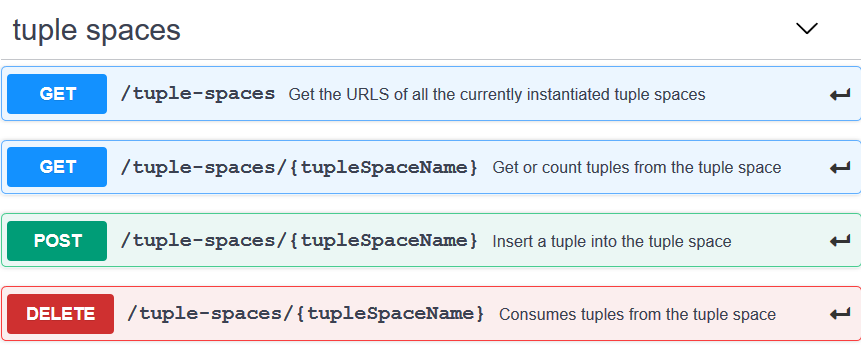 tuple spaces
GET /tuple-spaces Get the URLS of all the currently instantiated tuple spaces
GET /tuple-spaces/{tupleSpaceName} Get or count tuples from the tuple space
POST /tuple-spaces/{tupleSpaceName} Insert a tuple into the tuple space
DELETE /tuple-spaces/{tupleSpaceName} Consumes tuples from the tuple space